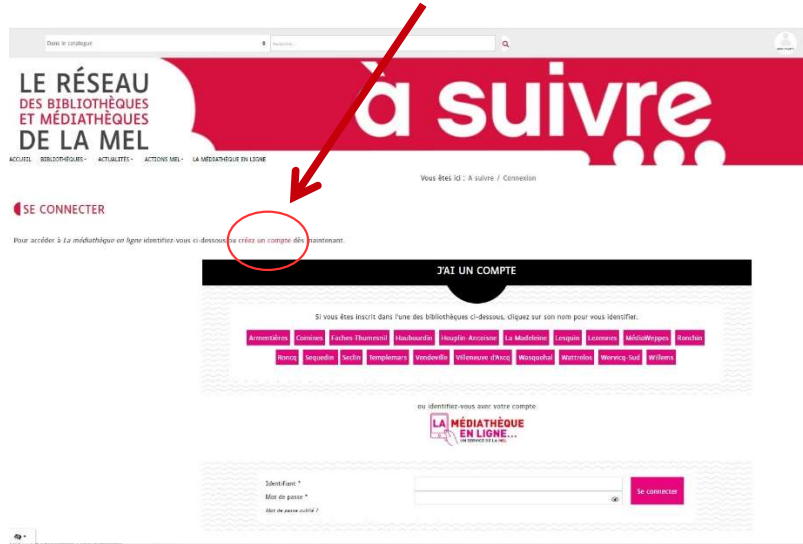 Dans le catalogue
Recherche...
LE RÉSEAU
DES BIBLIOTHÈQUES
ET MÉDIATHÈQUES
DE LA MEL
à suivre...
ACCUEIL BIBLIOTHÈQUES ACTUALITÉS ACTIONS MEL LA MÉDIATHÈQUE EN LIGNE
Vous êtes ici : A suivre / Connexion
SE CONNECTER
Pour accéder à La médiathèque en ligne identifiez-vous ci-dessous ou créez un compte dès maintenant.
J'AI UN COMPTE
Si vous êtes inscrit dans l'une des bibliothèques ci-dessous, cliquez sur son nom pour vous identifier.
Armentières Comines Faches-Thumesnil Haubourdin Houplin-Ancoisne La Madeleine Lesquin Lezennes MédiaWeppes Ronchin
Roncq Sequedin Seclin Templemars Vendeville Villeneuve d'Ascq Wasquehal Wattrelos Wervicq-Sud Willems
ou identifiez-vous avec votre compte
LA MÉDIATHÈQUE
EN LIGNE...
UN SERVICE DE LA MEL
Identifiant *
Mot de passe *
Se connecter
Mot de passe oublié ?